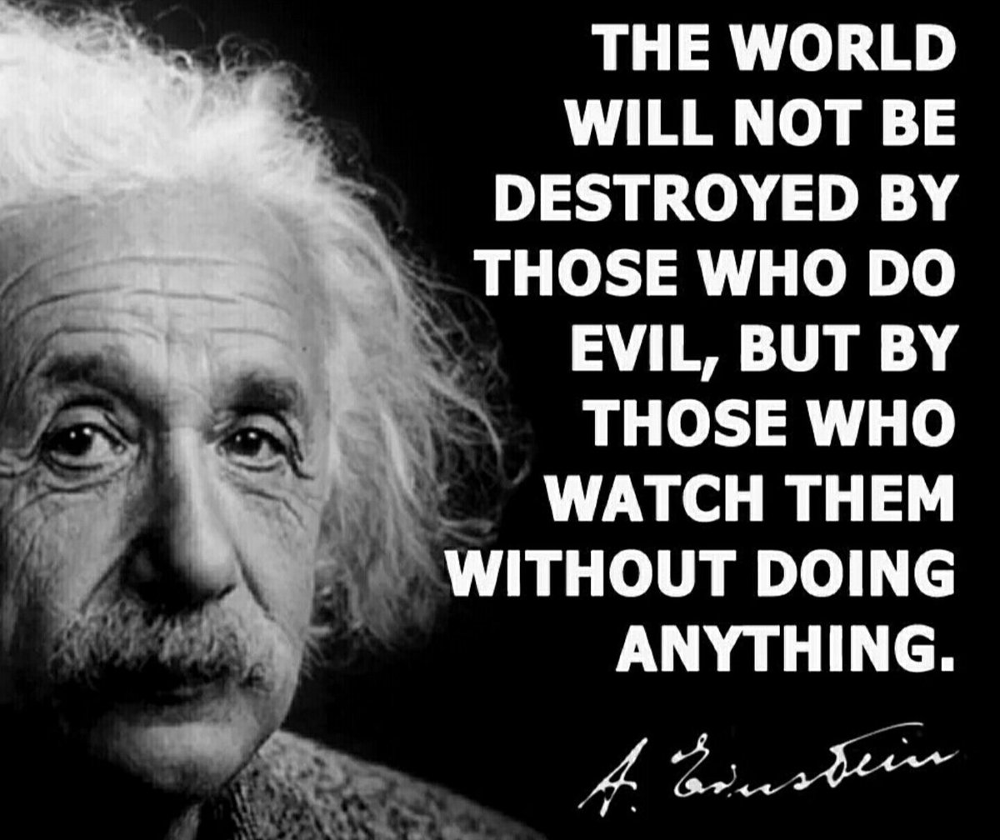 THE WORLD
WILL NOT BE
DESTROYED BY
THOSE WHO DO
EVIL, BUT BY
THOSE WHO
WATCH THEM
WITHOUT DOING
ANYTHING.
A. Einstein